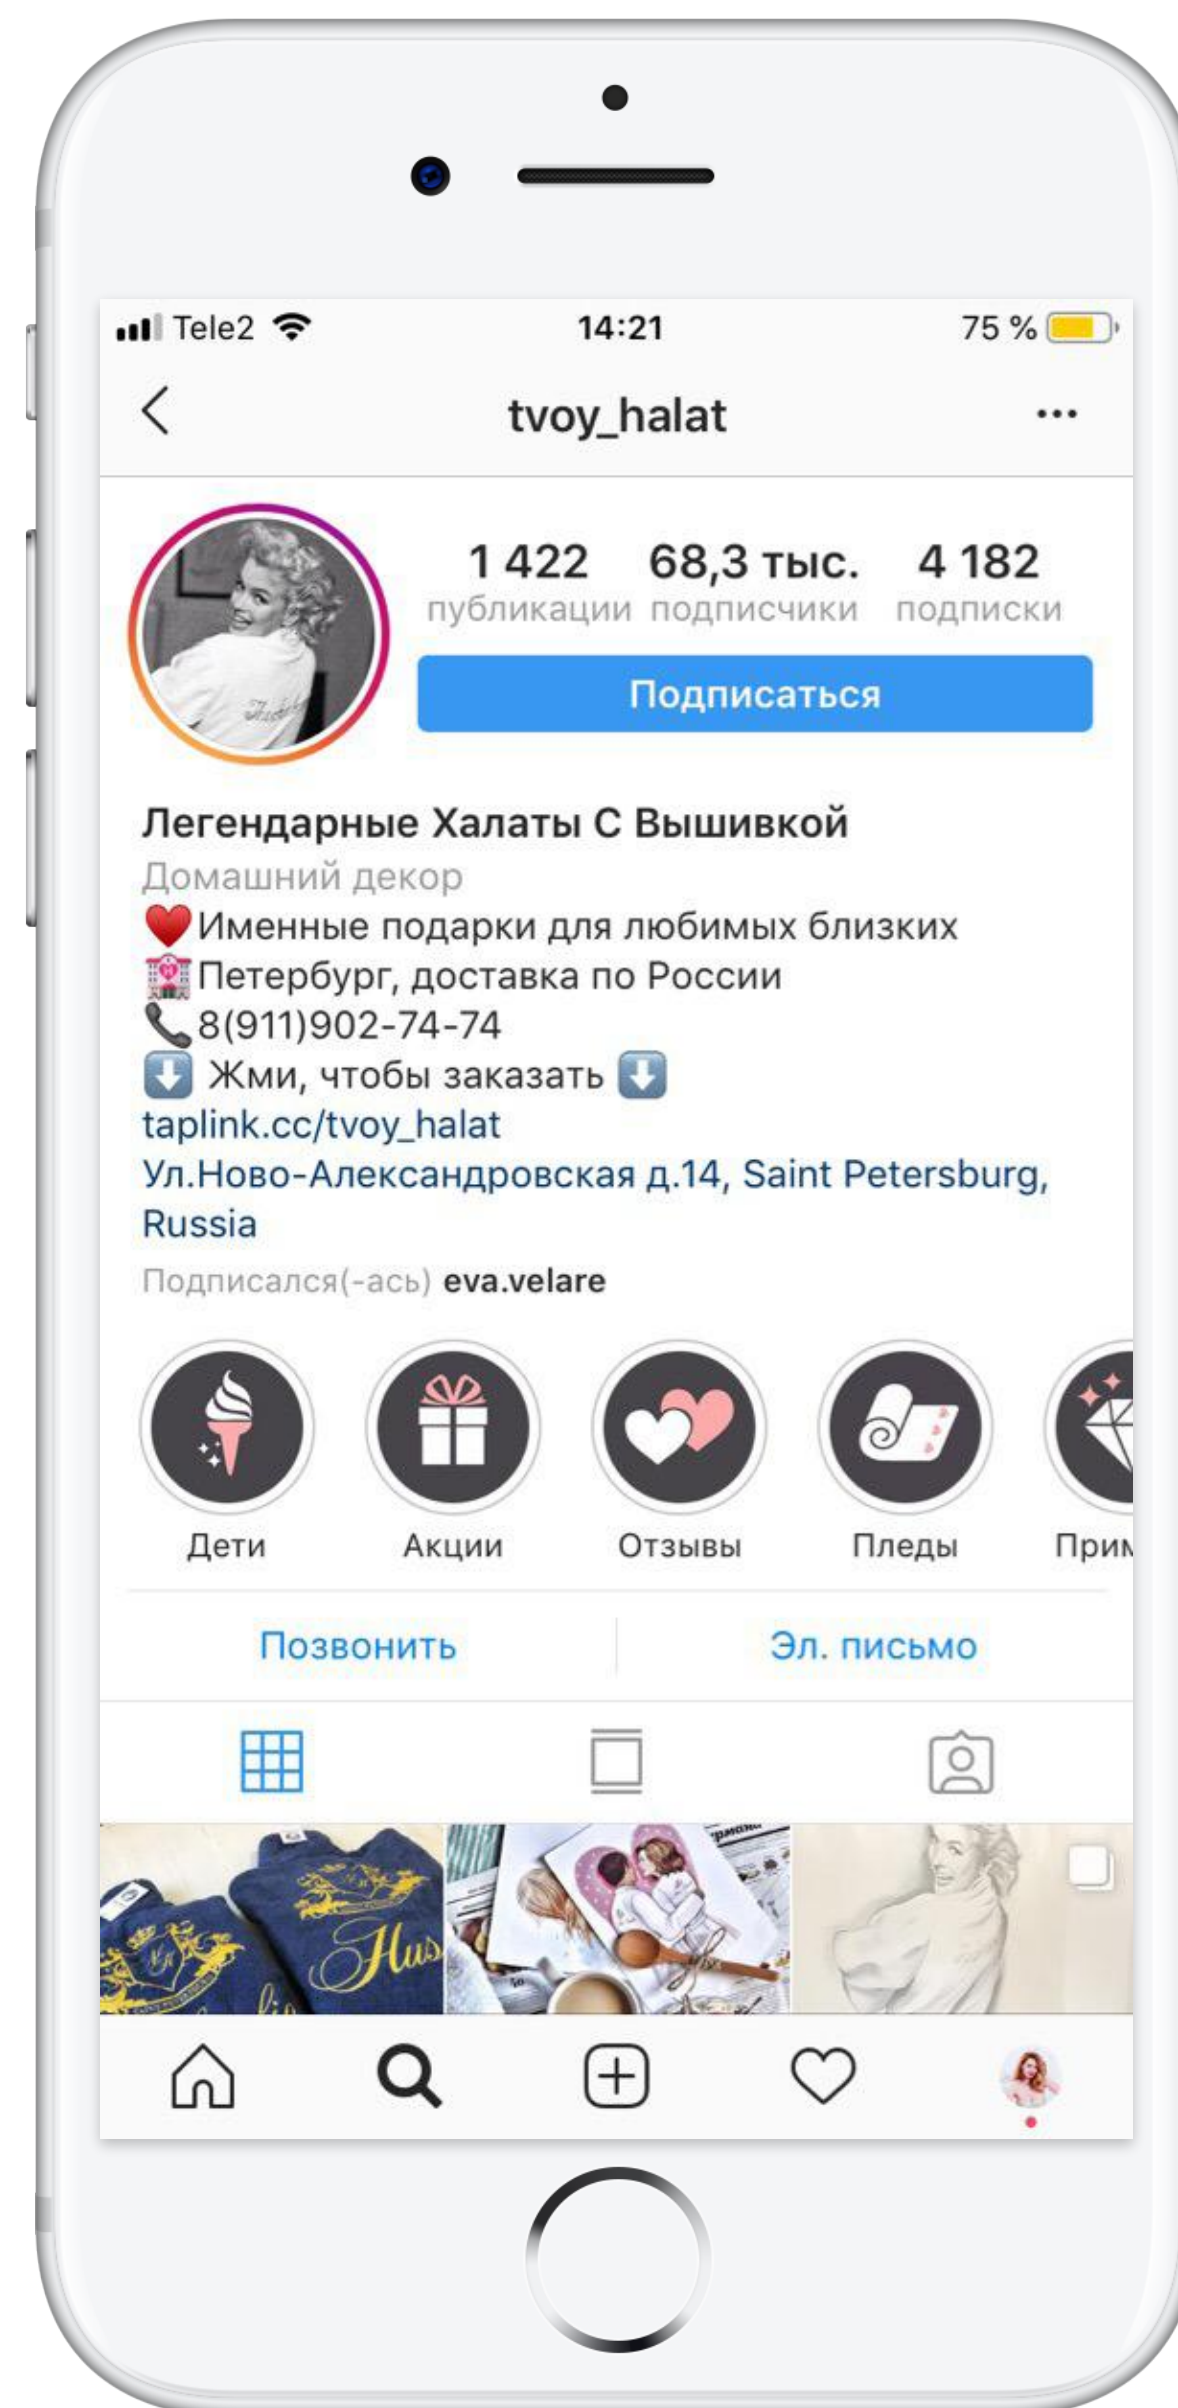 Tele2 14:21 75 %
tvoy_halat
1 422 68,3 тыс. 4 182
публикации подписчики подписки
Подписаться
Легендарные Халаты С Вышивкой
Домашний декор
Именные подарки для любимых близких
Петербург, доставка по России
8(911)902-74-74
Жми, чтобы заказать
taplink.cc/tvoy_halat
Ул.Ново-Александровская д.14, Saint Petersburg,
Russia
Подписался(-ась) eva.velare
Дети Акции Отзывы Пледы
Позвонить Эл. письмо
Hus